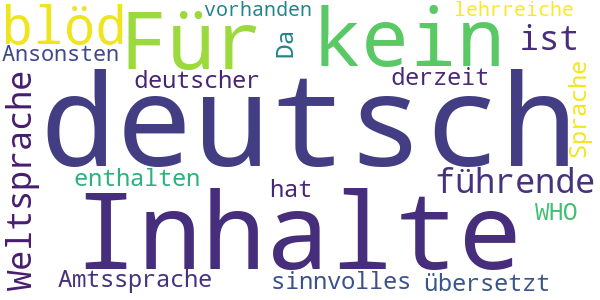 blöd
Für
vorhanden
kein
lehrreiche
Ansonsten
Da
ist
deutscher
derzeit
deutsch
Sprache
Weltsprache
enthalten
hat
führende
Inhalte
WHO
Amtssprache
sinnvolles
übersetzt